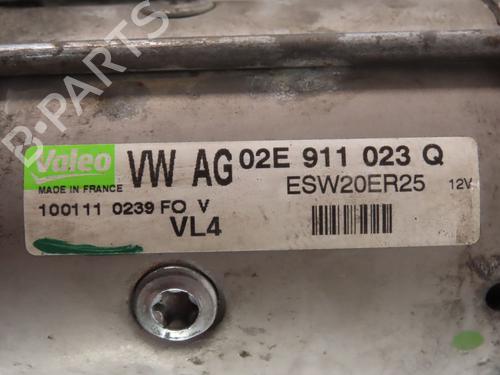 B-PARTS
Valeo
VW AG 02E 911 023 Q
MADE IN FRANCE
ESW20ER25 12V
100111 0239 FO V
VL4